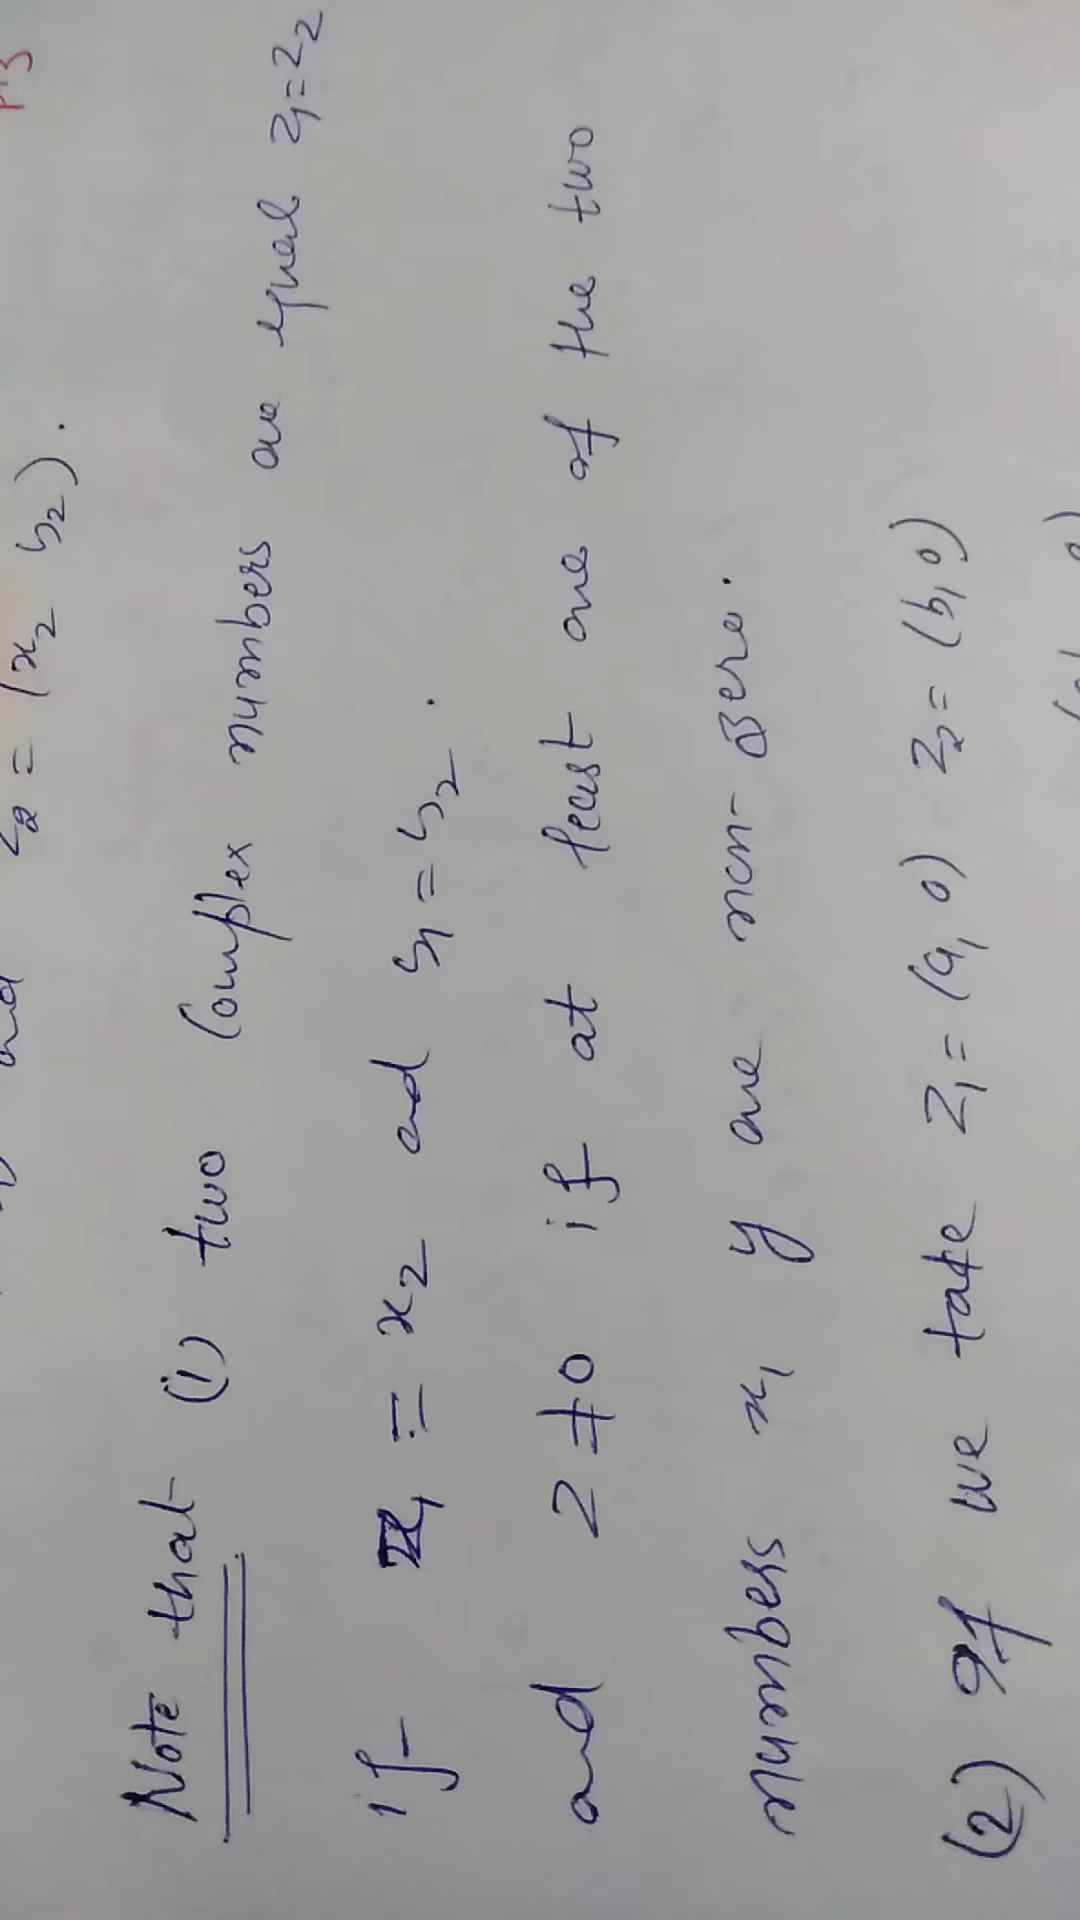 and z₂ = (x₂ y₂).
Note that (i) two Complex numbers are equal z₁=z₂
if x₁ = x₂ and y₁ = y₂.
and z ≠ 0 if at least one of the two
numbers x, y are non-zero.
(2) If we take z₁ = (a, 0) z₂ = (b, 0)